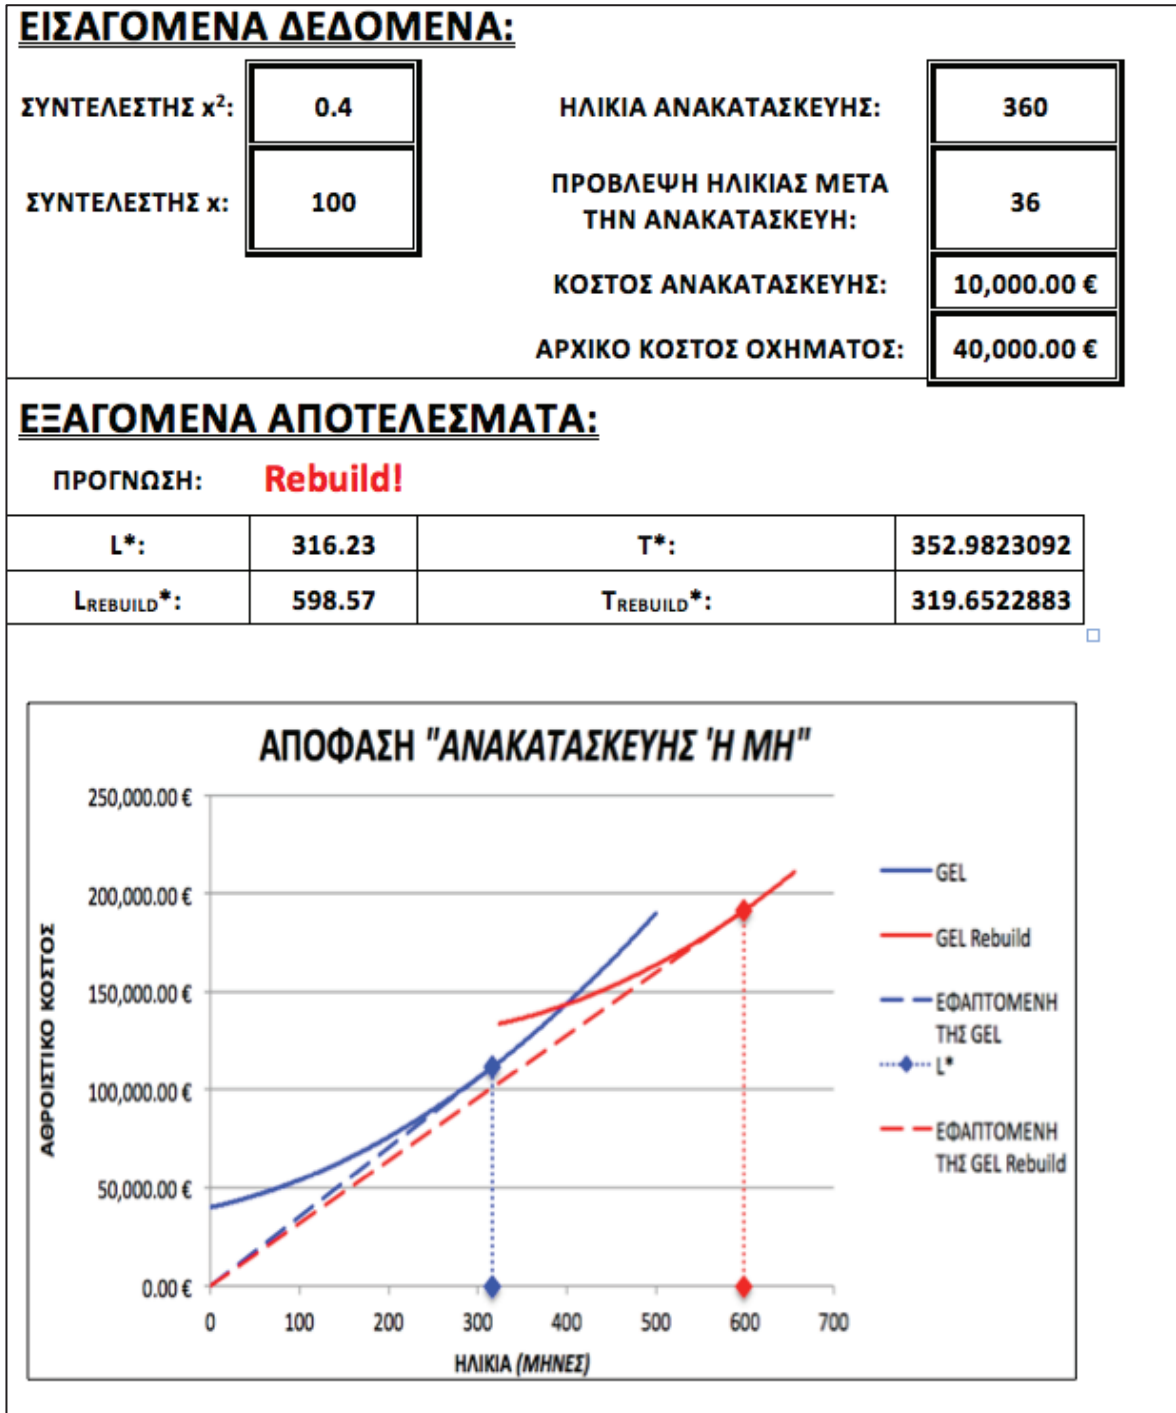 ΕΙΣΑΓΟΜΕΝΑ ΔΕΔΟΜΕΝΑ:
ΣΥΝΤΕΛΕΣΤΗΣ x²: 0.4 ΗΛΙΚΙΑ ΑΝΑΚΑΤΑΣΚΕΥΗΣ: 360
ΣΥΝΤΕΛΕΣΤΗΣ x: 100 ΠΡΟΒΛΕΨΗ ΗΛΙΚΙΑΣ ΜΕΤΑ
ΤΗΝ ΑΝΑΚΑΤΑΣΚΕΥΗ: 36
ΚΟΣΤΟΣ ΑΝΑΚΑΤΑΣΚΕΥΗΣ: 10,000.00 €
ΑΡΧΙΚΟ ΚΟΣΤΟΣ ΟΧΗΜΑΤΟΣ: 40,000.00 €
ΕΞΑΓΟΜΕΝΑ ΑΠΟΤΕΛΕΣΜΑΤΑ:
ΠΡΟΓΝΩΣΗ: Rebuild!
L*: 316.23 T*: 352.9823092
LREBUILD*: 598.57 TREBUILD*: 319.6522883
ΑΠΟΦΑΣΗ "ΑΝΑΚΑΤΑΣΚΕΥΗΣ 'Η ΜΗ"
250,000.00 €
200,000.00 €
150,000.00 €
100,000.00 €
50,000.00 €
0.00 €
ΑΘΡΟΙΣΤΙΚΟ ΚΟΣΤΟΣ
0 100 200 300 400 500 600 700
ΗΛΙΚΙΑ (ΜΗΝΕΣ)
GEL
GEL Rebuild
ΕΦΑΠΤΟΜΕΝΗ
ΤΗΣ GEL
L*
ΕΦΑΠΤΟΜΕΝΗ
ΤΗΣ GEL Rebuild